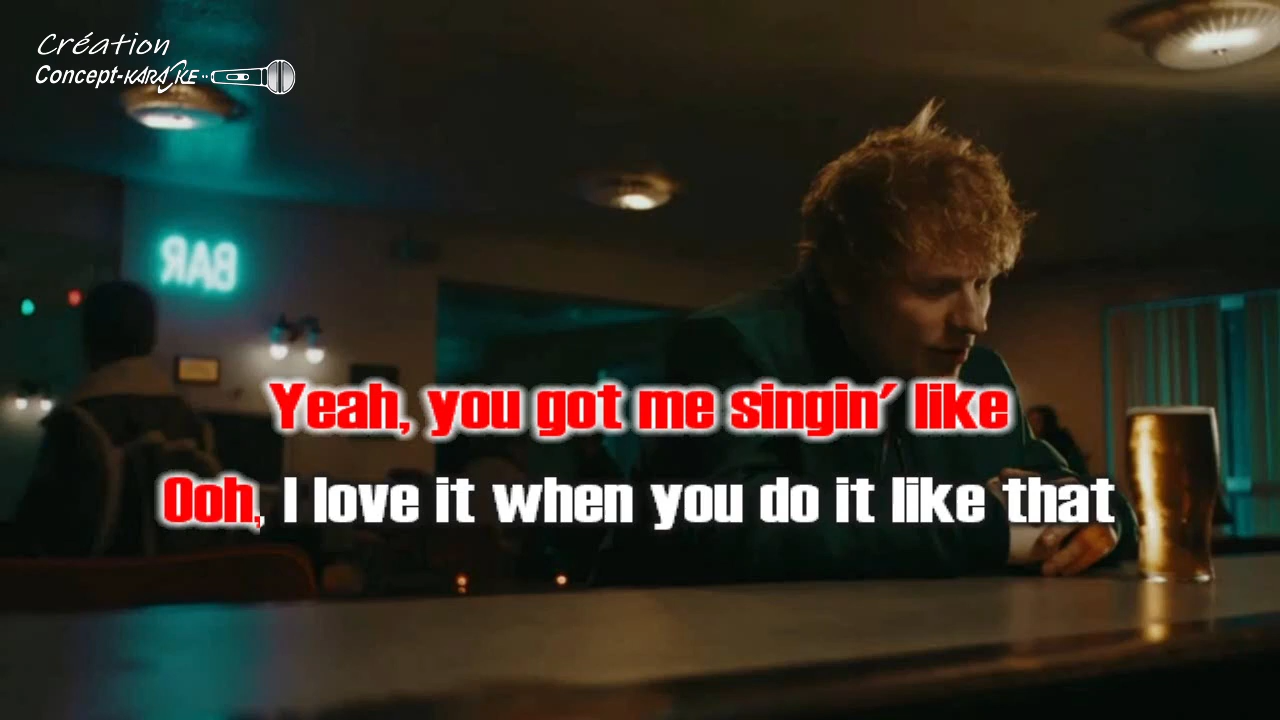 Création
Concept-KARAOKE
BAR
Yeah, you got me singin' like
Ooh, I love it when you do it like that